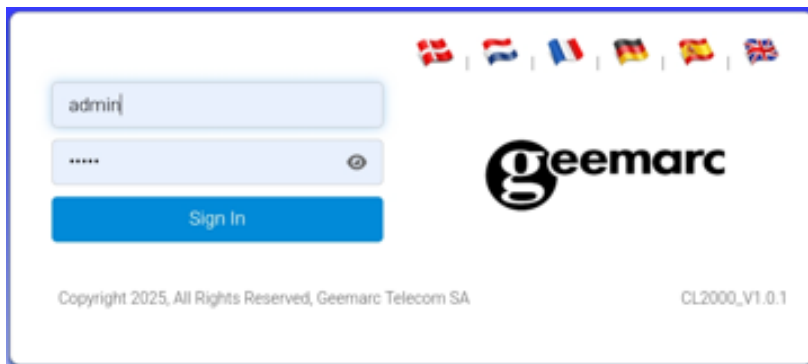 admin
•••••
geemarc
Sign In
Copyright 2025, All Rights Reserved, Geemarc Telecom SA
CL2000_V1.0.1